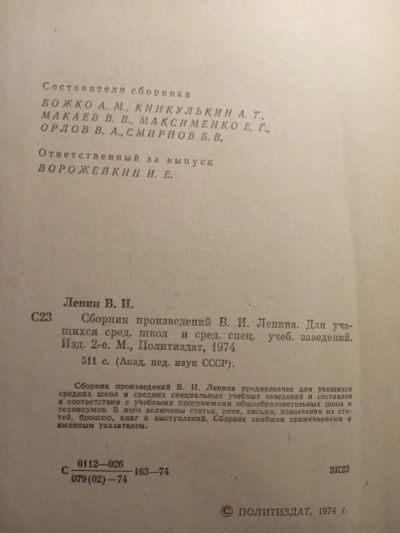 Составители сборника
БОЖКО А. М., КИНКУЛЬКИН А. Т.,
МАКАЕВ В. В., МАКСИМЕНКО Е. Г.,
ОРЛОВ В. А., СМИРНОВ Б. В.
Ответственный за выпуск
ВОРОЖЕЙКИН И. Е.
Ленин В. И.
С23 Сборник произведений В. И. Ленина. Для уча-
щихся сред. школ и сред. спец. учеб. заведений.
Изд. 2-е. М., Политиздат, 1974
511 с. (Акад. пед. наук СССР).
Сборник произведений В. И. Ленина предназначен для учащихся
средних школ и средних специальных учебных заведений и составлен
в соответствии с учебными программами общеобразовательных школ и
техникумов. В него включены статьи, речи, письма, извлечения из ста-
тей, брошюр, книг и выступлений. Сборник снабжен примечаниями и
именным указателем.
С 0112—026
079(02)—74 163—74 3К23
© ПОЛИТИЗДАТ, 1974 г.